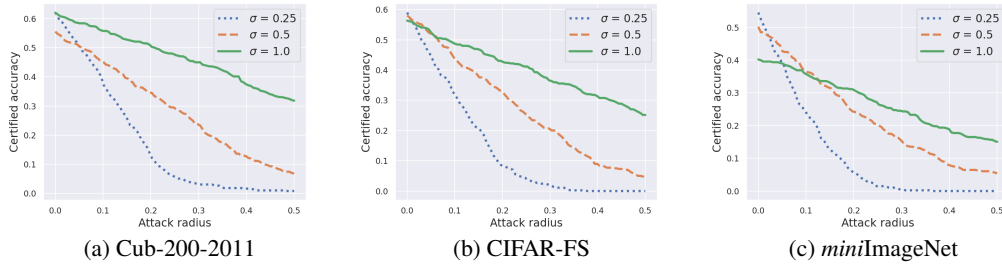 0.6
0.5
0.4
0.3
0.2
0.1
0.0
Certified accuracy
0.0 0.1 0.2 0.3 0.4 0.5
Attack radius
σ = 0.25
σ = 0.5
σ = 1.0
(a) Cub-200-2011
0.6
0.5
0.4
0.3
0.2
0.1
0.0
Certified accuracy
0.0 0.1 0.2 0.3 0.4 0.5
Attack radius
σ = 0.25
σ = 0.5
σ = 1.0
(b) CIFAR-FS
0.5
0.4
0.3
0.2
0.1
0.0
Certified accuracy
0.0 0.1 0.2 0.3 0.4 0.5
Attack radius
σ = 0.25
σ = 0.5
σ = 1.0
(c) miniImageNet